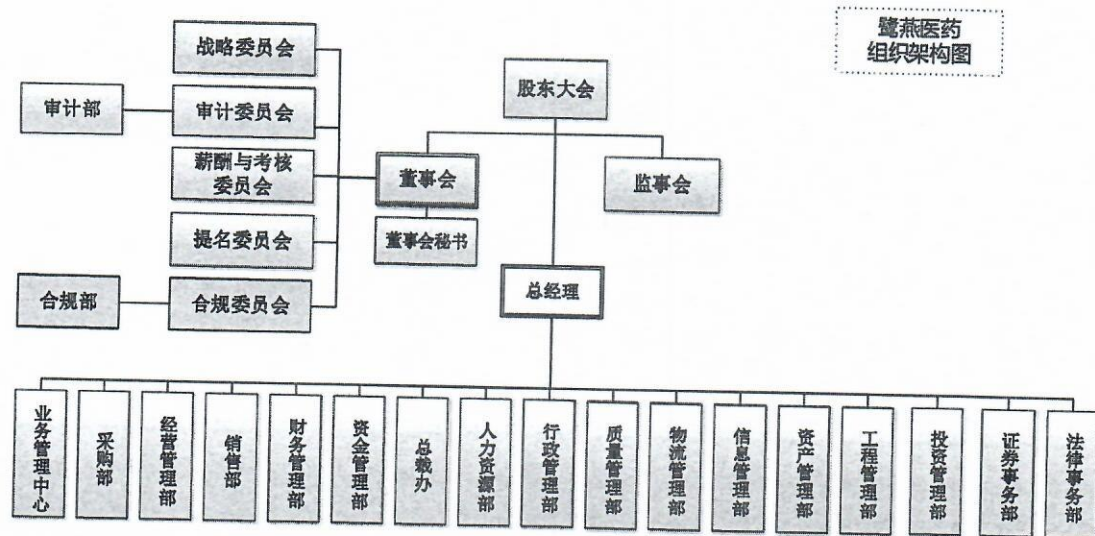 鹭燕医药
组织架构图
战略委员会
股东大会
审计部
审计委员会
薪酬与考核
委员会
董事会
监事会
提名委员会
董事会秘书
总经理
合规部
合规委员会
业务管理中心
采购部
经营管理部
销售部
财务管理部
资金管理部
总裁办
人力资源部
行政管理部
质量管理部
物流管理部
信息管理部
资产管理部
工程管理部
投资管理部
证券事务部
法律事务部